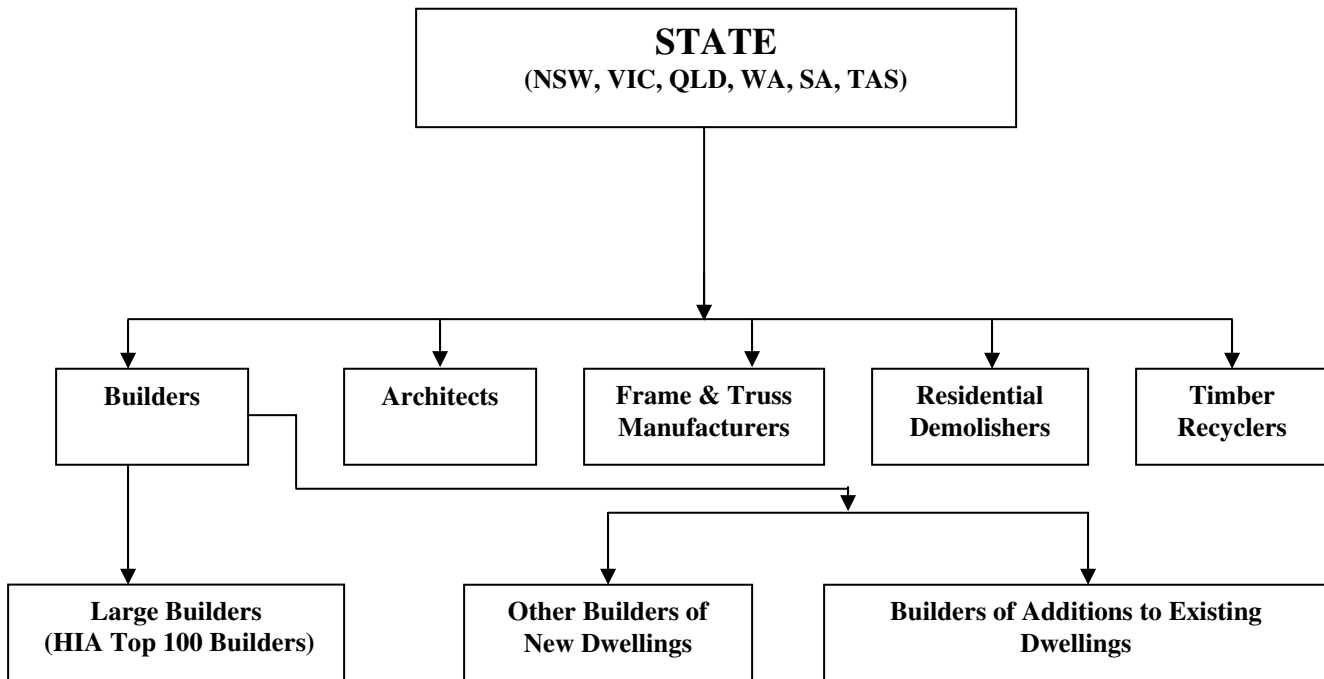 STATE
(NSW, VIC, QLD, WA, SA, TAS)
Builders
Architects
Frame & Truss
Manufacturers
Residential
Demolishers
Timber
Recyclers
Large Builders
(HIA Top 100 Builders)
Other Builders of
New Dwellings
Builders of Additions to Existing
Dwellings